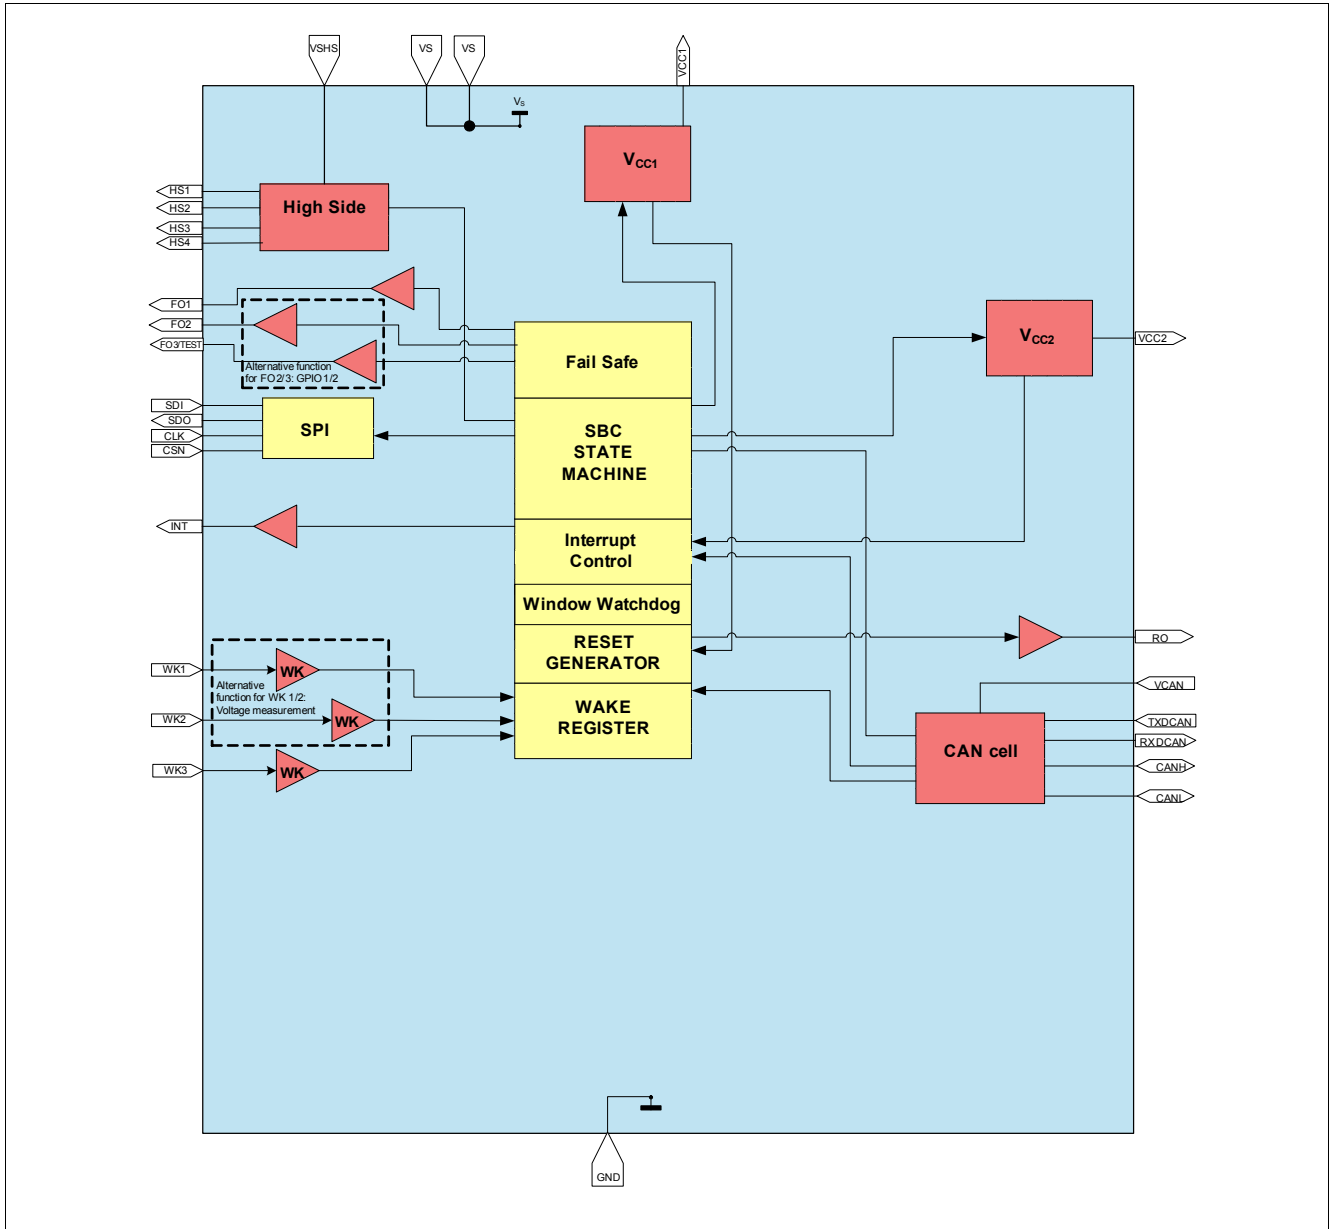 VSHS
VS
VS
VCC1
Vs
VCC1
High Side
HS1
HS2
HS3
HS4
FO1
FO2
FO3/TEST
Alternative function
for FO2/3: GPIO1/2
Fail Safe
VCC2
VCC2
SDI
SDO
CLK
CSN
SPI
SBC
STATE
MACHINE
INT
Interrupt
Control
Window Watchdog
RESET
GENERATOR
RO
WK1
WK
Alternative
function for WK 1/2:
Voltage measurement
WK2
WK
WK3
WK
WAKE
REGISTER
VCAN
TXDCAN
RXDCAN
CANH
CANL
CAN cell
GND